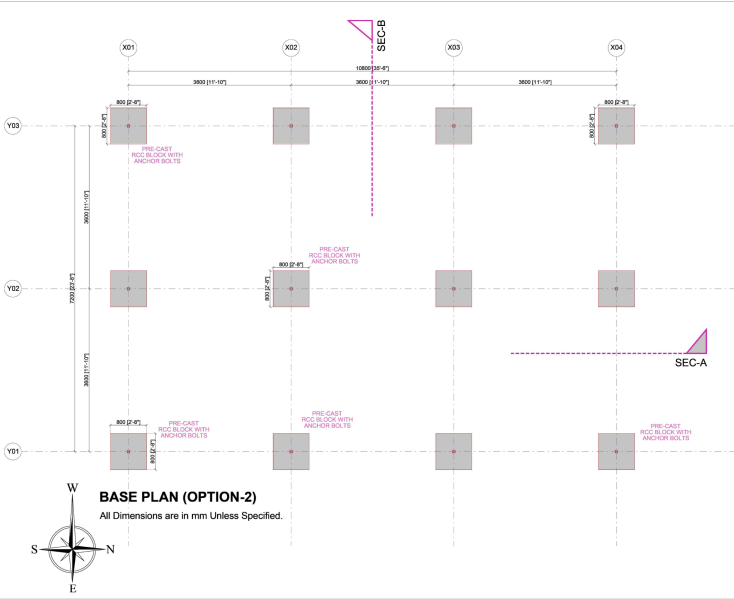 SEC-B
X01
X02
X03
X04
10800 [35'-6"]
3600 [11'-10"]
3600 [11'-10"]
3600 [11'-10"]
800 [2'-8"]
800 [2'-8"]
Y03
800 [2'-8"]
800 [2'-8"]
PRE-CAST
RCC BLOCK WITH
ANCHOR BOLTS
3600 [11'-10"]
7200 [23'-8"]
PRE-CAST
RCC BLOCK WITH
ANCHOR BOLTS
800 [2'-8"]
800 [2'-8"]
Y02
3600 [11'-10"]
SEC-A
800 [2'-8"]
800 [2'-8"]
PRE-CAST
RCC BLOCK WITH
ANCHOR BOLTS
PRE-CAST
RCC BLOCK WITH
ANCHOR BOLTS
PRE-CAST
RCC BLOCK WITH
ANCHOR BOLTS
Y01
BASE PLAN (OPTION-2)
All Dimensions are in mm Unless Specified.
W
S
N
E